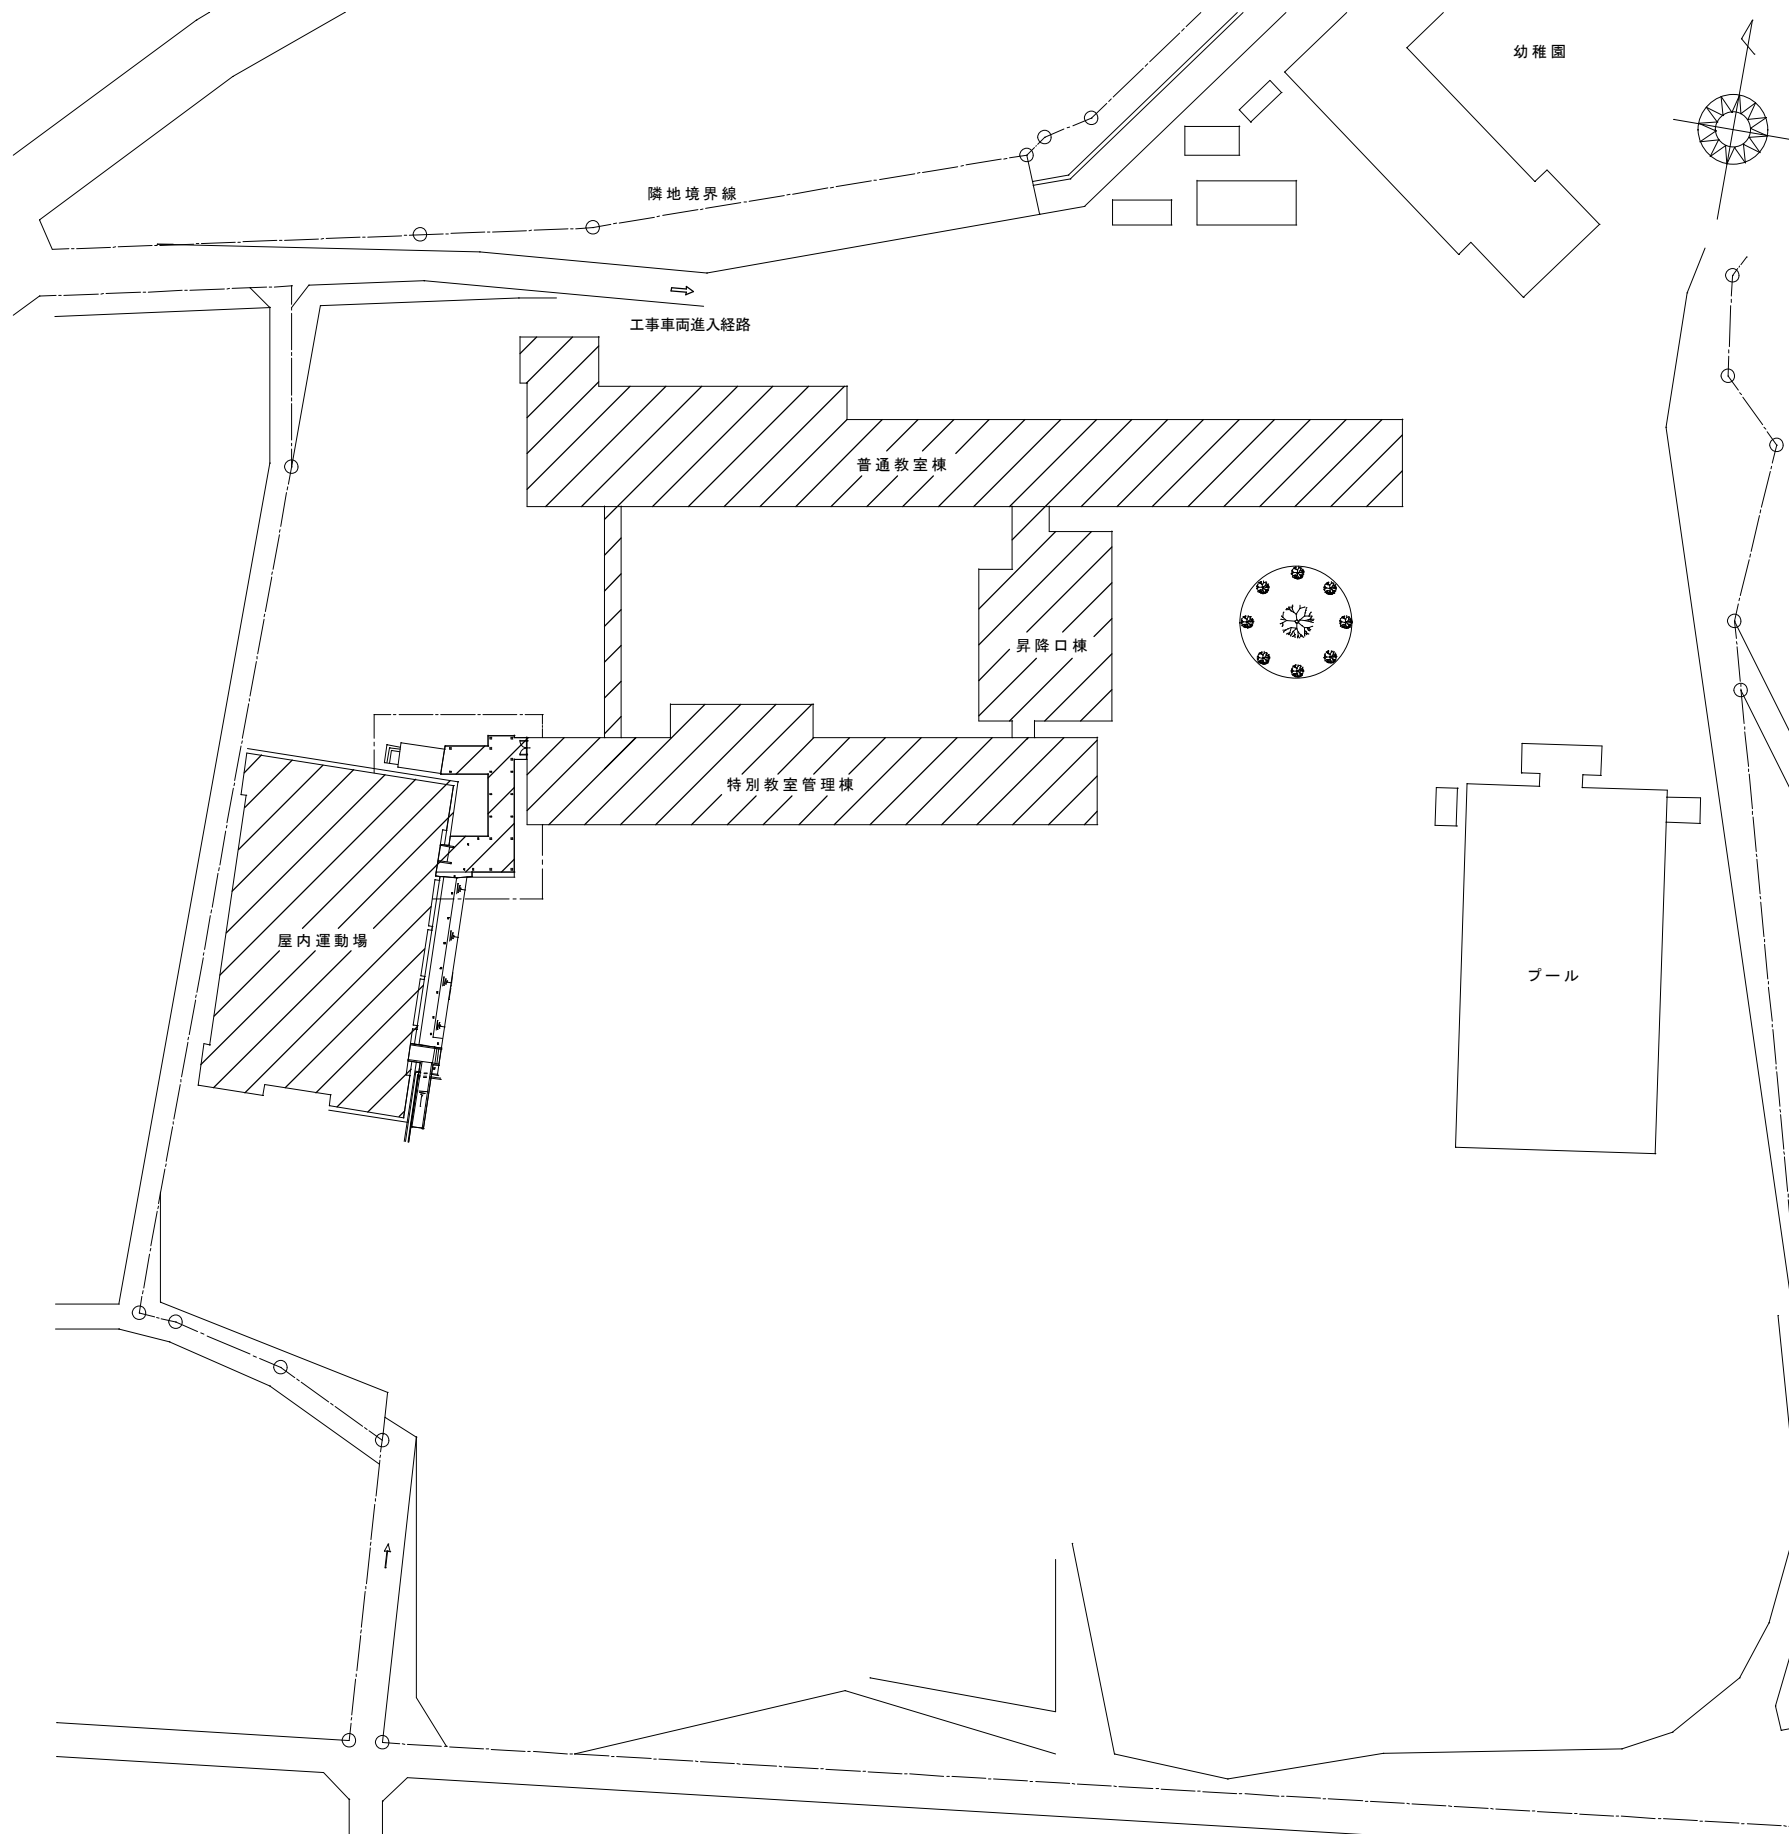 幼稚園
隣地境界線
工事車両進入経路
普通教室棟
昇降口棟
特別教室管理棟
屋内運動場
プール